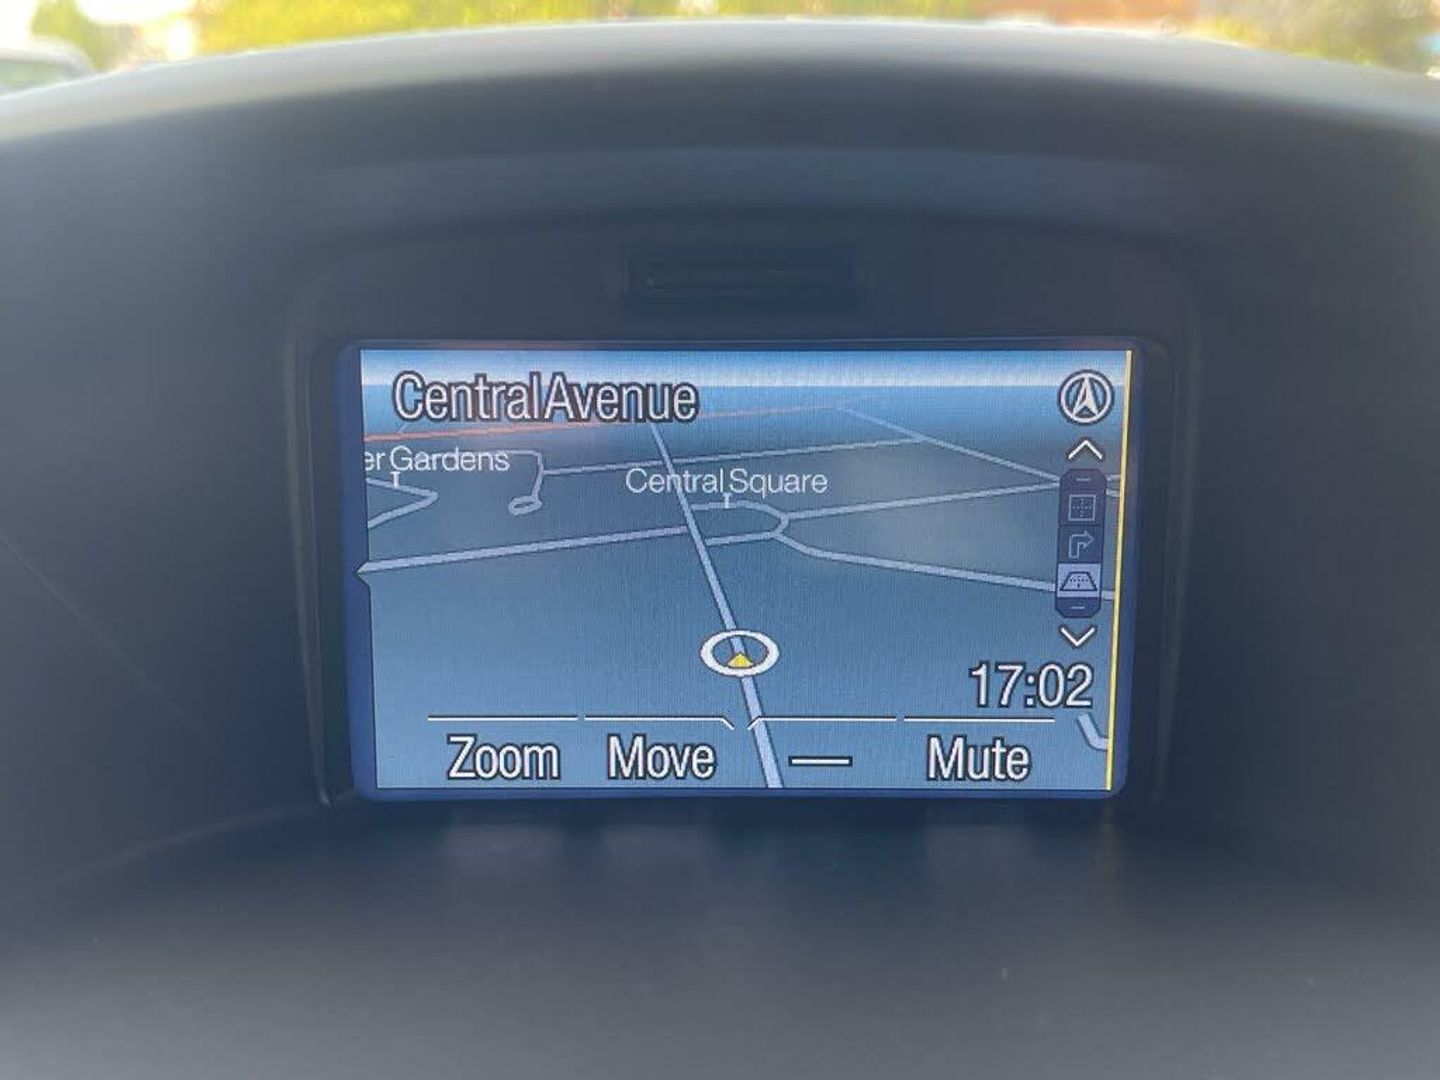 Central Avenue
er Gardens
Central Square
17:02
Zoom Move Mute